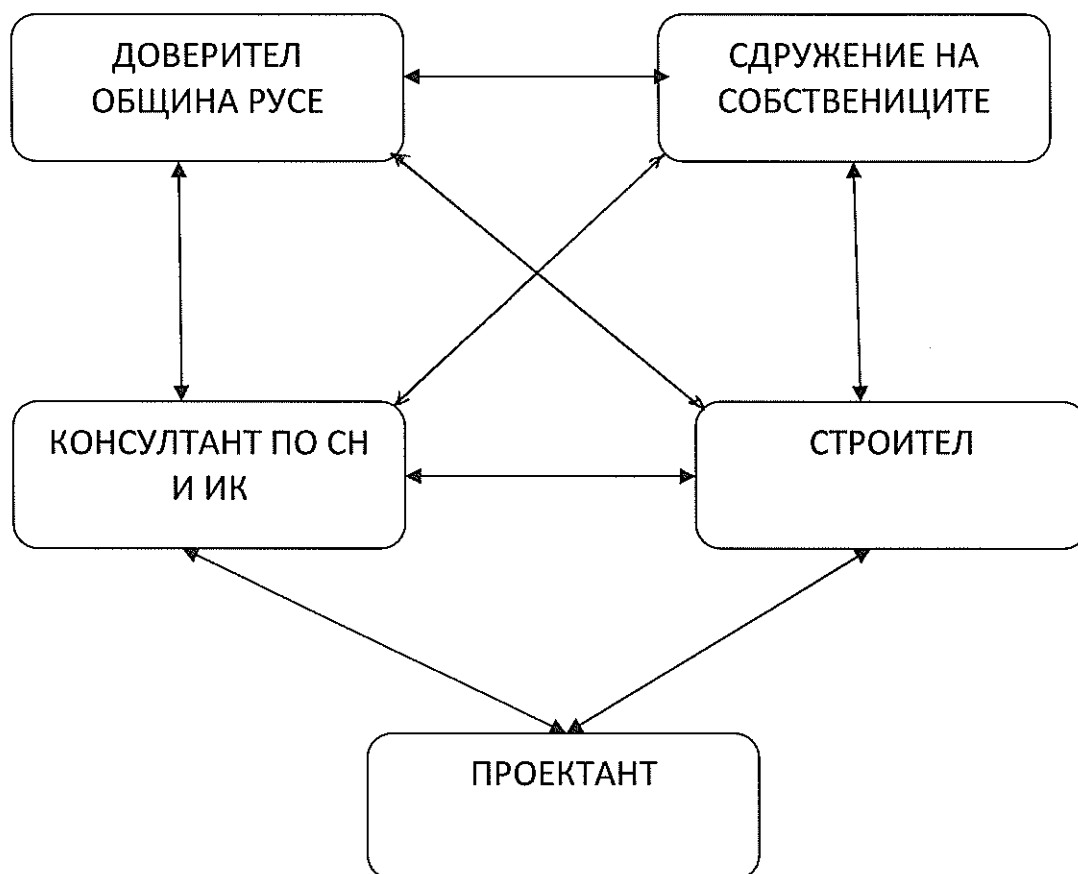 ДОВЕРИТЕЛ
ОБЩИНА РУСЕ
СДРУЖЕНИЕ НА
СОБСТВЕНИЦИТЕ
КОНСУЛТАНТ ПО СН
И ИК
СТРОИТЕЛ
ПРОЕКТАНТ